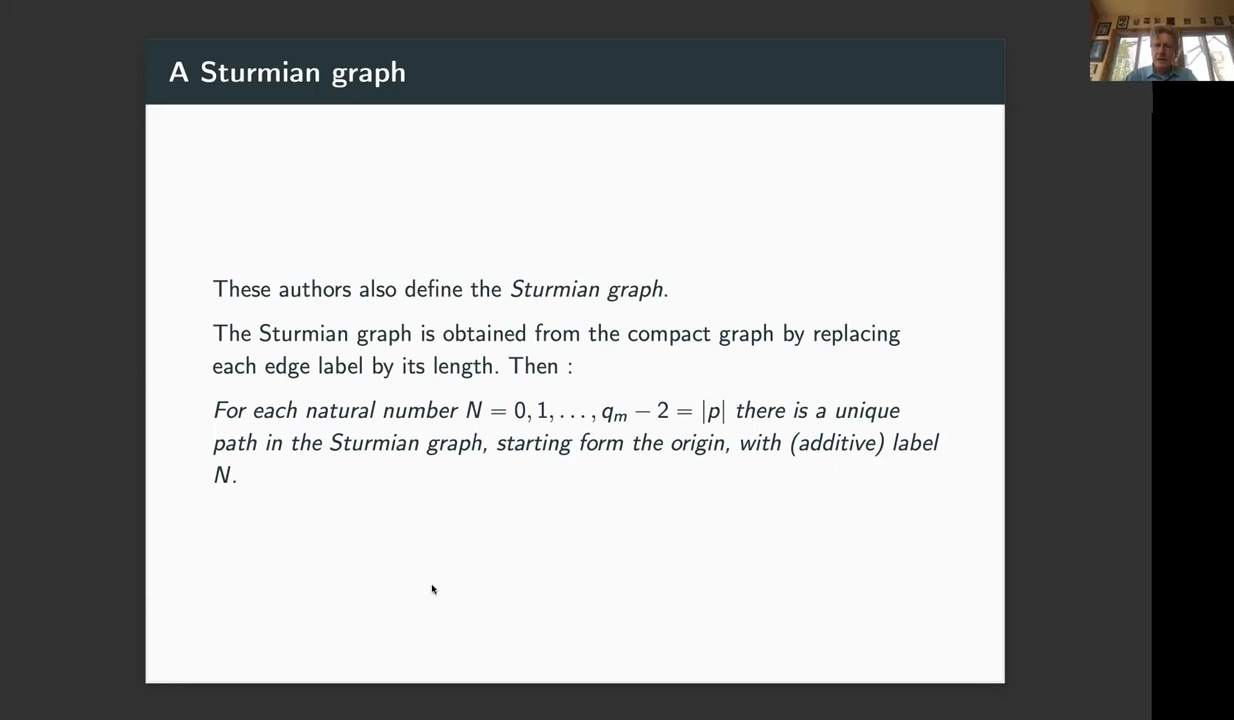 A Sturmian graph
These authors also define the Sturmian graph.
The Sturmian graph is obtained from the compact graph by replacing
each edge label by its length. Then :
For each natural number N = 0, 1, . . . , qₘ − 2 = |p| there is a unique
path in the Sturmian graph, starting form the origin, with (additive) label
N.